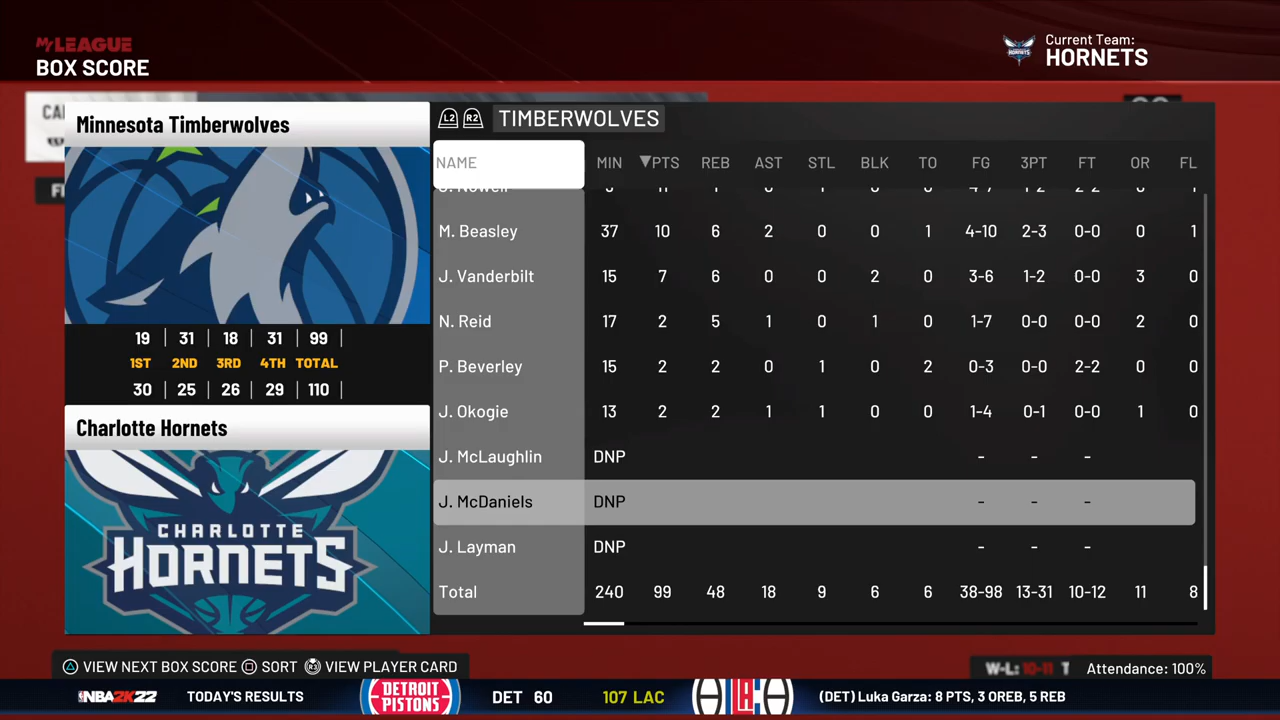 MyLEAGUE
BOX SCORE
Current Team:
HORNETS
Minnesota Timberwolves
19 | 31 | 18 | 31 | 99 |
1ST 2ND 3RD 4TH TOTAL
30 | 25 | 26 | 29 | 110 |
Charlotte Hornets
CHARLOTTE
HORNETS
L2 R2 TIMBERWOLVES
NAME MIN ▼PTS REB AST STL BLK TO FG 3PT FT OR FL
M. Beasley 37 10 6 2 0 0 1 4-10 2-3 0-0 0 1
J. Vanderbilt 15 7 6 0 0 2 0 3-6 1-2 0-0 3 0
N. Reid 17 2 5 1 0 1 0 1-7 0-0 0-0 2 0
P. Beverley 15 2 2 0 1 0 2 0-3 0-0 2-2 0 0
J. Okogie 13 2 2 1 1 0 0 1-4 0-1 0-0 1 0
J. McLaughlin DNP - - -
J. McDaniels DNP - - -
J. Layman DNP - - -
Total 240 99 48 18 9 6 6 38-98 13-31 10-12 11 8
VIEW NEXT BOX SCORE SORT R3 VIEW PLAYER CARD
W-L: 10-11
Attendance: 100%
NBA2K22 TODAY'S RESULTS DETROIT PISTONS DET 60 107 LAC LA (DET) Luka Garza: 8 PTS, 3 OREB, 5 REB